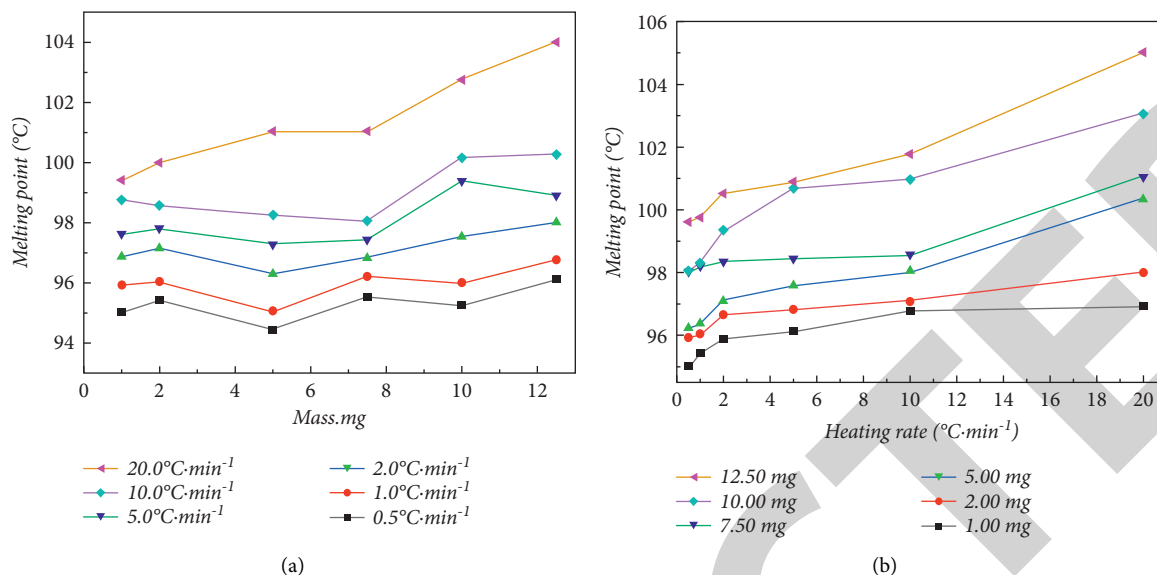 104
102
100
98
96
94
Melting point (°C)
0 2 4 6 8 10 12
Mass.mg
20.0°C·min-1
10.0°C·min-1
5.0°C·min-1
2.0°C·min-1
1.0°C·min-1
0.5°C·min-1
(a)
106
104
102
100
98
96
Melting point (°C)
0 2 4 6 8 10 12 14 16 18 20
Heating rate (°C·min-1)
12.50 mg
10.00 mg
7.50 mg
5.00 mg
2.00 mg
1.00 mg
(b)